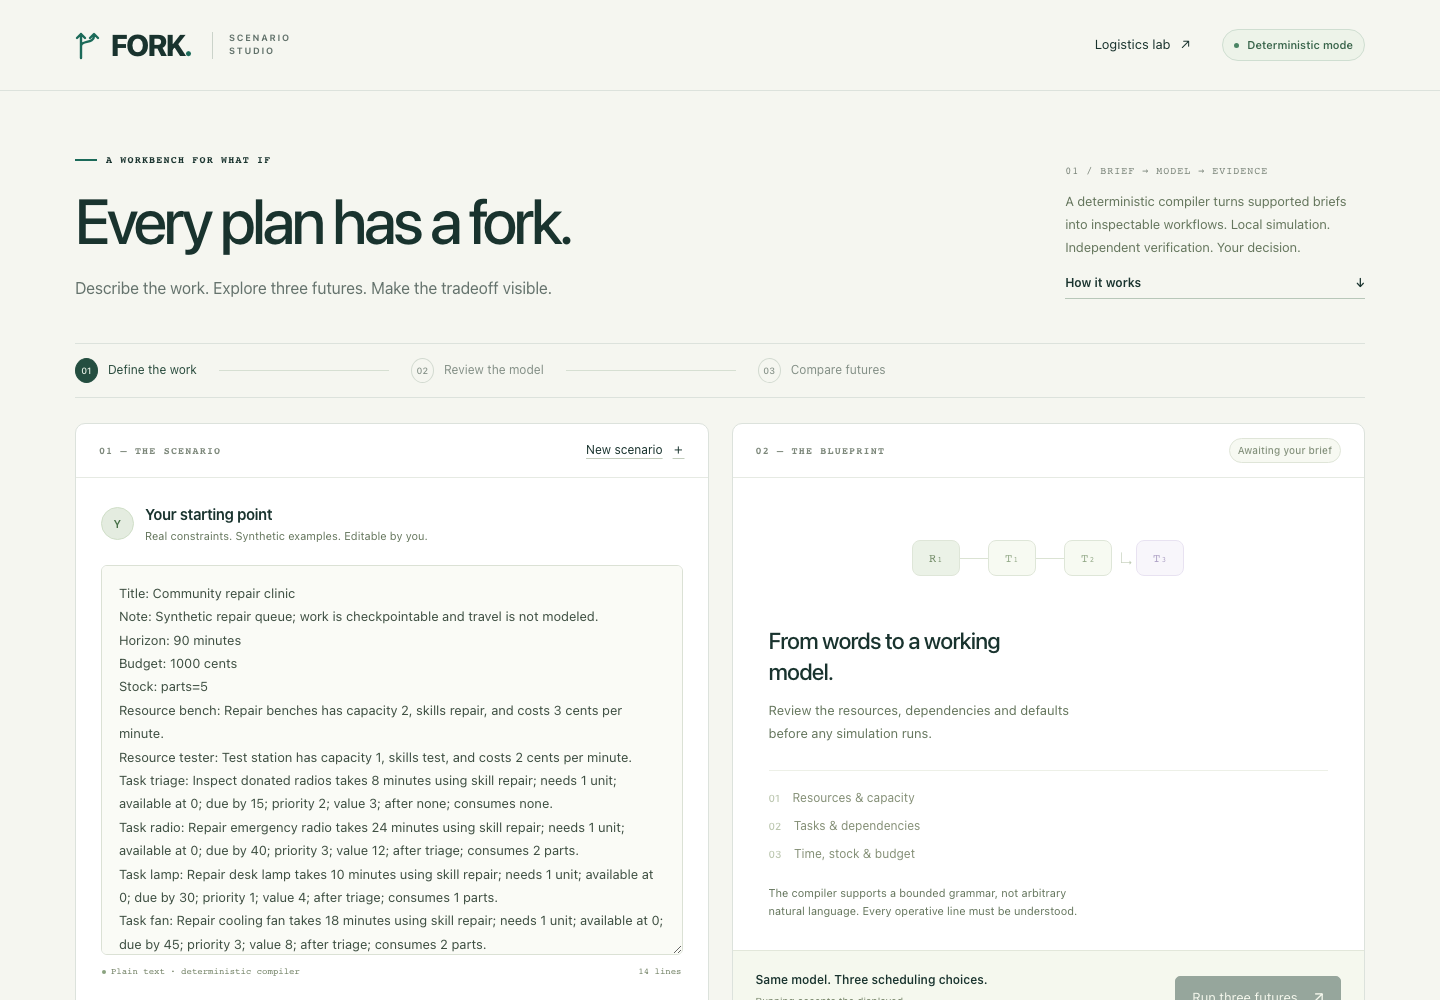 FORK.
SCENARIO
STUDIO
Logistics lab ↗
Deterministic mode
A WORKBENCH FOR WHAT IF
Every plan has a fork.
Describe the work. Explore three futures. Make the tradeoff visible.
01 / BRIEF → MODEL → EVIDENCE
A deterministic compiler turns supported briefs
into inspectable workflows. Local simulation.
Independent verification. Your decision.
How it works ↓
01 Define the work
02 Review the model
03 Compare futures
01 — THE SCENARIO
New scenario +
Y
Your starting point
Real constraints. Synthetic examples. Editable by you.
Title: Community repair clinic
Note: Synthetic repair queue; work is checkpointable and travel is not modeled.
Horizon: 90 minutes
Budget: 1000 cents
Stock: parts=5
Resource bench: Repair benches has capacity 2, skills repair, and costs 3 cents per
minute.
Resource tester: Test station has capacity 1, skills test, and costs 2 cents per minute.
Task triage: Inspect donated radios takes 8 minutes using skill repair; needs 1 unit;
available at 0; due by 15; priority 2; value 3; after none; consumes none.
Task radio: Repair emergency radio takes 24 minutes using skill repair; needs 1 unit;
available at 0; due by 40; priority 3; value 12; after triage; consumes 2 parts.
Task lamp: Repair desk lamp takes 10 minutes using skill repair; needs 1 unit; available at
0; due by 30; priority 1; value 4; after triage; consumes 1 parts.
Task fan: Repair cooling fan takes 18 minutes using skill repair; needs 1 unit; available at 0;
due by 45; priority 3; value 8; after triage; consumes 2 parts.
Plain text · deterministic compiler
14 lines
02 — THE BLUEPRINT
Awaiting your brief
R1
T1
T2
T3
From words to a working
model.
Review the resources, dependencies and defaults
before any simulation runs.
01 Resources & capacity
02 Tasks & dependencies
03 Time, stock & budget
The compiler supports a bounded grammar, not arbitrary
natural language. Every operative line must be understood.
Same model. Three scheduling choices.
Run three futures ↗